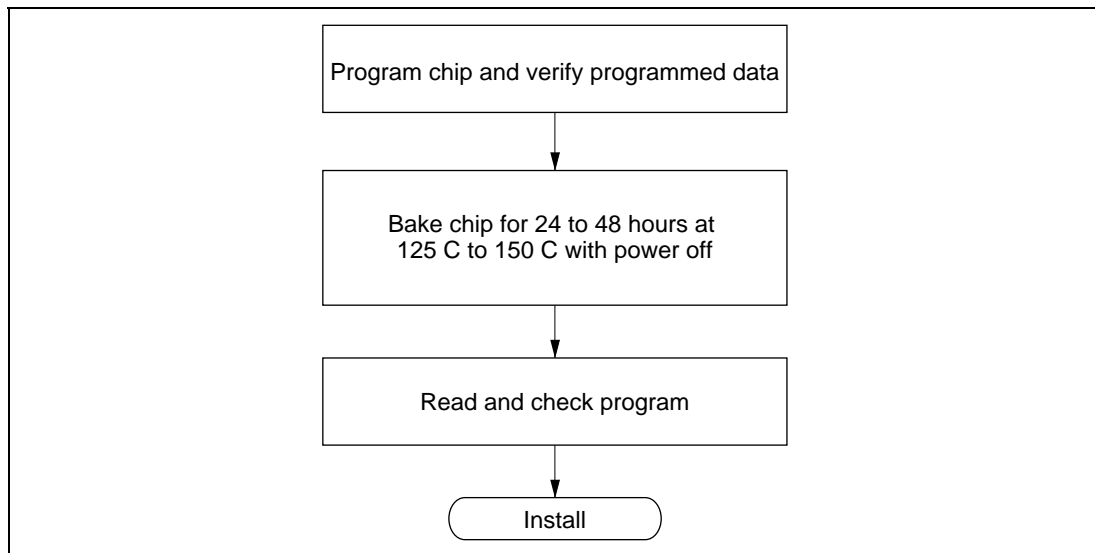 Program chip and verify programmed data
Bake chip for 24 to 48 hours at
125 C to 150 C with power off
Read and check program
Install